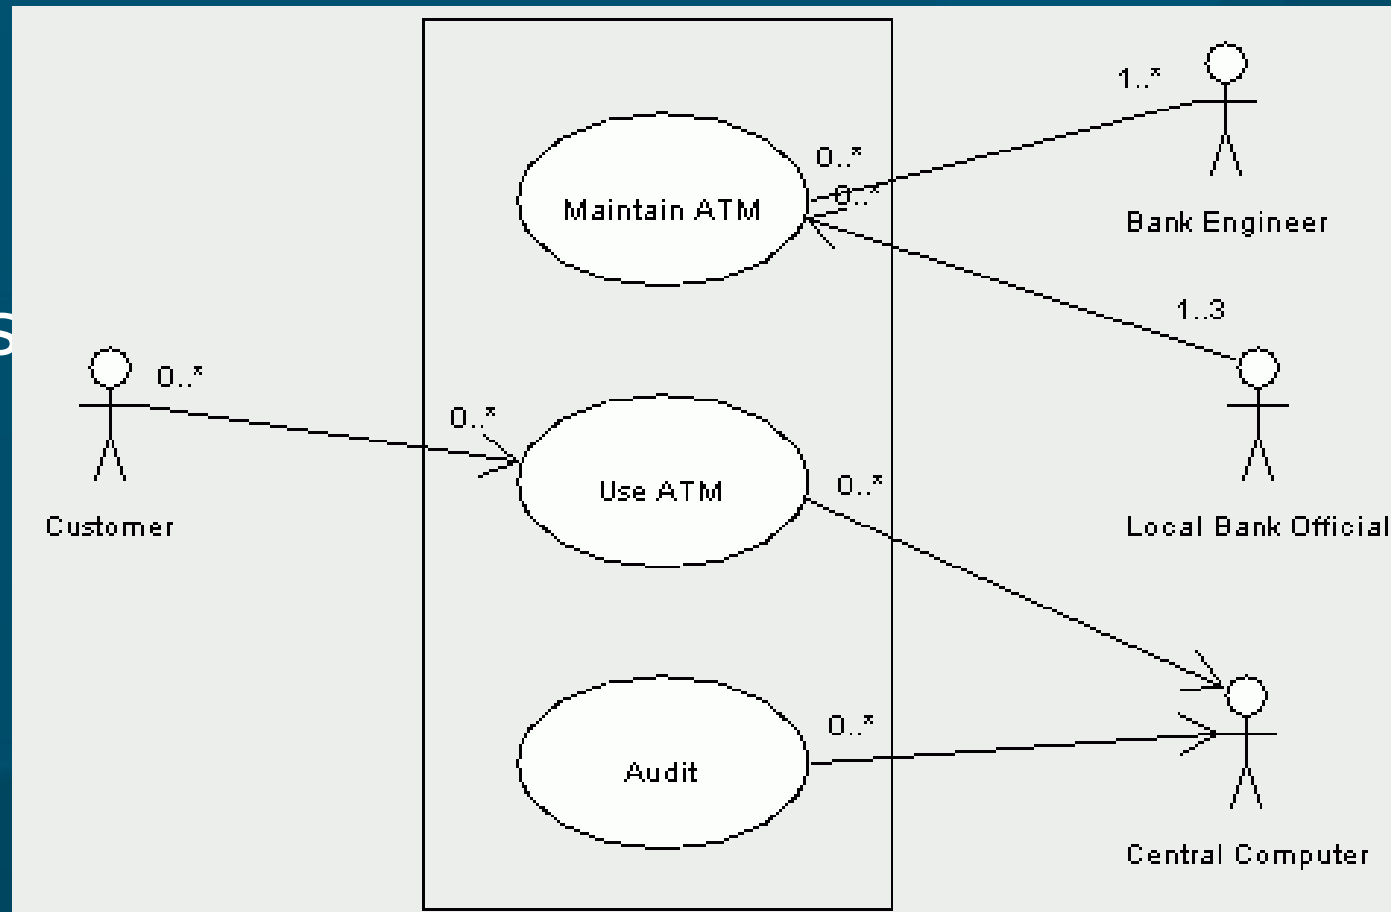 1..*
0..*
Maintain ATM
0..*
Bank Engineer
1..3
s
0..*
0..*
Use ATM
0..*
Customer
Local Bank Official
0..*
Audit
Central Computer